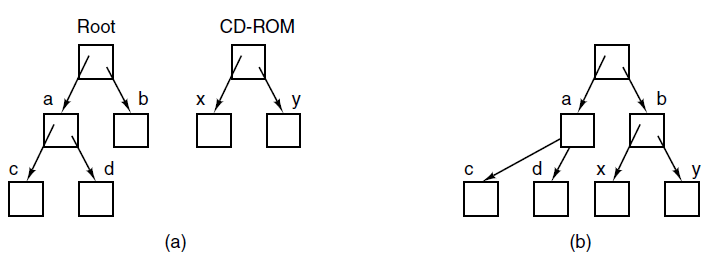 Root CD-ROM
a b x y a b
c d c d x y
(a) (b)